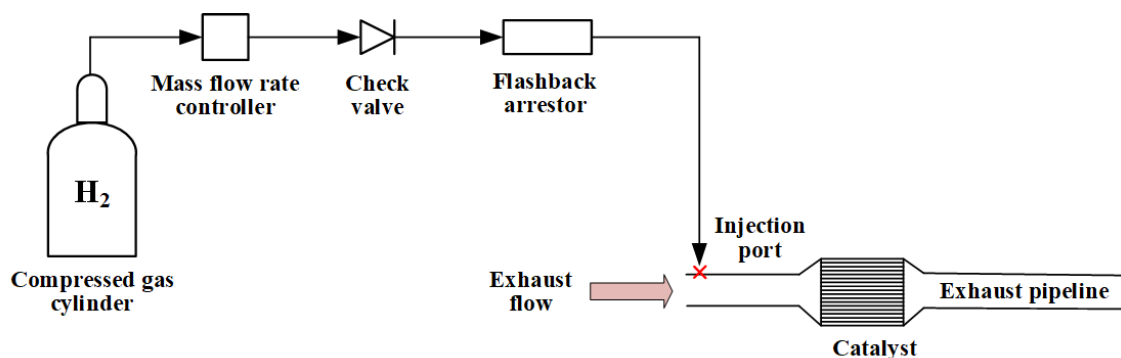 Mass flow rate
controller
Check
valve
Flashback
arrestor
H₂
Compressed gas
cylinder
Injection
port
Exhaust
flow
Exhaust pipeline
Catalyst